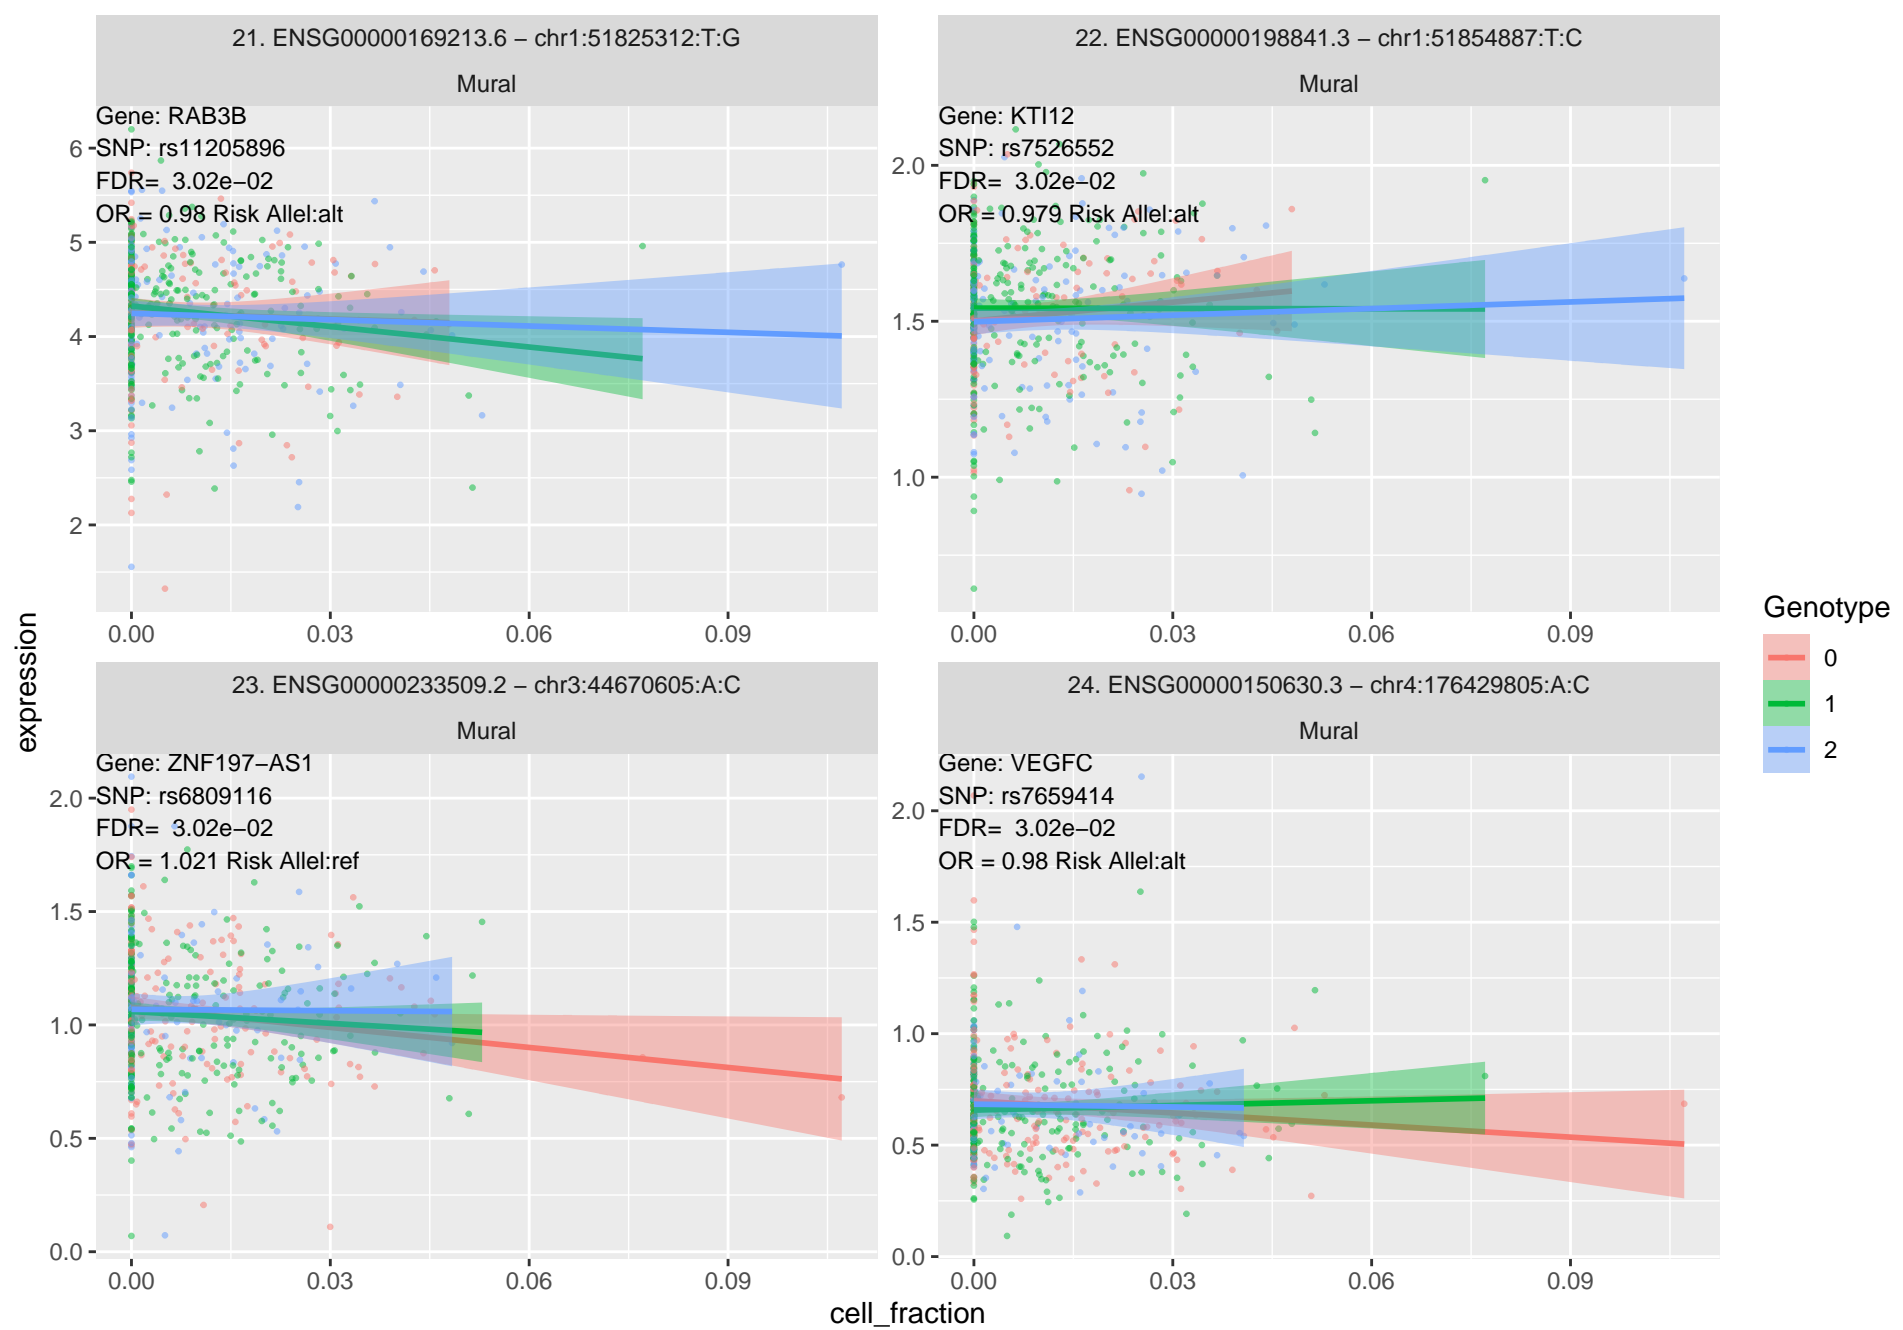 21. ENSG00000169213.6 − chr1:51825312:T:G
Mural
Gene: RAB3B
SNP: rs11205896
FDR= 3.02e−02
OR = 0.98 Risk Allel:alt
6
5
4
3
2
0.00 0.03 0.06 0.09
22. ENSG00000198841.3 − chr1:51854887:T:C
Mural
Gene: KTI12
SNP: rs7526552
FDR= 3.02e−02
OR = 0.979 Risk Allel:alt
2.0
1.5
1.0
0.00 0.03 0.06 0.09
23. ENSG00000233509.2 − chr3:44670605:A:C
Mural
Gene: ZNF197−AS1
SNP: rs6809116
FDR= 3.02e−02
OR = 1.021 Risk Allel:ref
2.0
1.5
1.0
0.5
0.0
0.00 0.03 0.06 0.09
24. ENSG00000150630.3 − chr4:176429805:A:C
Mural
Gene: VEGFC
SNP: rs7659414
FDR= 3.02e−02
OR = 0.98 Risk Allel:alt
2.0
1.5
1.0
0.5
0.0
0.00 0.03 0.06 0.09
expression
cell_fraction
Genotype
0
1
2